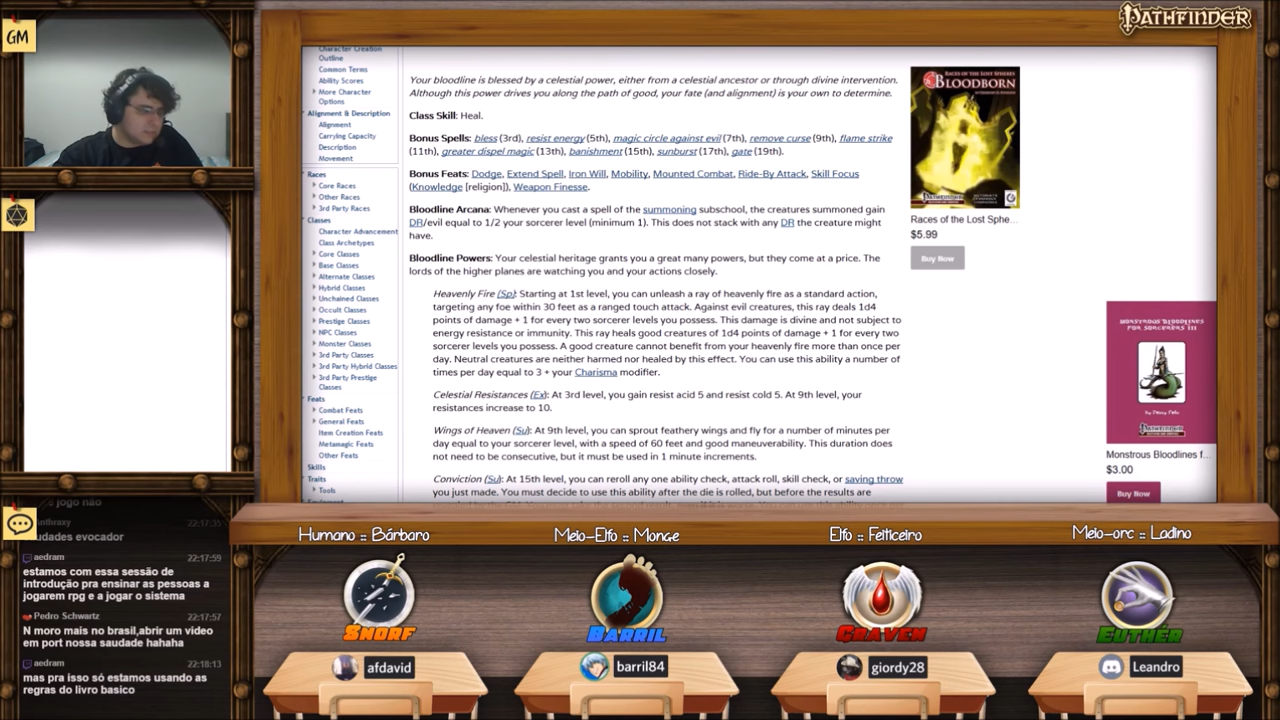 GM
PATHFINDER
Character Creation
Outline
Common Terms
Ability Scores
More Character
Options
Alignment & Description
Alignment
Carrying Capacity
Description
Movement
Races
Core Races
Other Races
3rd Party Races
Classes
Character Advancement
Class Archetypes
Core Classes
Base Classes
Alternate Classes
Hybrid Classes
Unchained Classes
Occult Classes
Prestige Classes
NPC Classes
Monster Classes
3rd Party Classes
3rd Party Hybrid Classes
3rd Party Prestige
Classes
Feats
Combat Feats
General Feats
Item Creation Feats
Metamagic Feats
Other Feats
Skills
Traits
Tools
Your bloodline is blessed by a celestial power, either from a celestial ancestor or through divine intervention.
Although this power drives you along the path of good, your fate (and alignment) is your own to determine.
Class Skill: Heal.
Bonus Spells: bless (3rd), resist energy (5th), magic circle against evil (7th), remove curse (9th), flame strike
(11th), greater dispel magic (13th), banishment (15th), sunburst (17th), gate (19th).
Bonus Feats: Dodge, Extend Spell, Iron Will, Mobility, Mounted Combat, Ride-By Attack, Skill Focus
(Knowledge [religion]), Weapon Finesse.
Bloodline Arcana: Whenever you cast a spell of the summoning subschool, the creatures summoned gain
DR/evil equal to 1/2 your sorcerer level (minimum 1). This does not stack with any DR the creature might
have.
Bloodline Powers: Your celestial heritage grants you a great many powers, but they come at a price. The
lords of the higher planes are watching you and your actions closely.
Heavenly Fire (Sp): Starting at 1st level, you can unleash a ray of heavenly fire as a standard action,
targeting any foe within 30 feet as a ranged touch attack. Against evil creatures, this ray deals 1d4
points of damage + 1 for every two sorcerer levels you possess. This damage is divine and not subject to
energy resistance or immunity. This ray heals good creatures of 1d4 points of damage + 1 for every two
sorcerer levels you possess. A good creature cannot benefit from your heavenly fire more than once per
day. Neutral creatures are neither harmed nor healed by this effect. You can use this ability a number of
times per day equal to 3 + your Charisma modifier.
Celestial Resistances (Ex): At 3rd level, you gain resist acid 5 and resist cold 5. At 9th level, your
resistances increase to 10.
Wings of Heaven (Su): At 9th level, you can sprout feathery wings and fly for a number of minutes per
day equal to your sorcerer level, with a speed of 60 feet and good maneuverability. This duration does
not need to be consecutive, but it must be used in 1 minute increments.
Conviction (Su): At 15th level, you can reroll any one ability check, attack roll, skill check, or saving throw
you just made. You must decide to use this ability after the die is rolled, but before the results are
RACES OF THE LOST SPHERES
BLOODBORN
Races of the Lost Sphe...
$5.99
Buy Now
MONSTROUS BLOODLINES
FOR SORCERERS III
PATHFINDER
Monstrous Bloodlines f...
$3.00
Buy Now
jogo não
22:17:35
evocador
aedram 22:17:59
estamos com essa sessão de
introdução pra ensinar as pessoas a
jogarem rpg e a jogar o sistema
Pedro Schwartz 22:17:57
N moro mais no brasil,abrir um video
em port nossa saudade hahaha
aedram 22:18:13
mas pra isso só estamos usando as
regras do livro basico
Humano :: Bárbaro
Meio-Elfo :: Monge
Elfo :: Feiticeiro
Meio-orc :: Ladino
SNORF
BARRIL
CRAVEN
EUTHÉR
afdavid
barril84
giordy28
Leandro